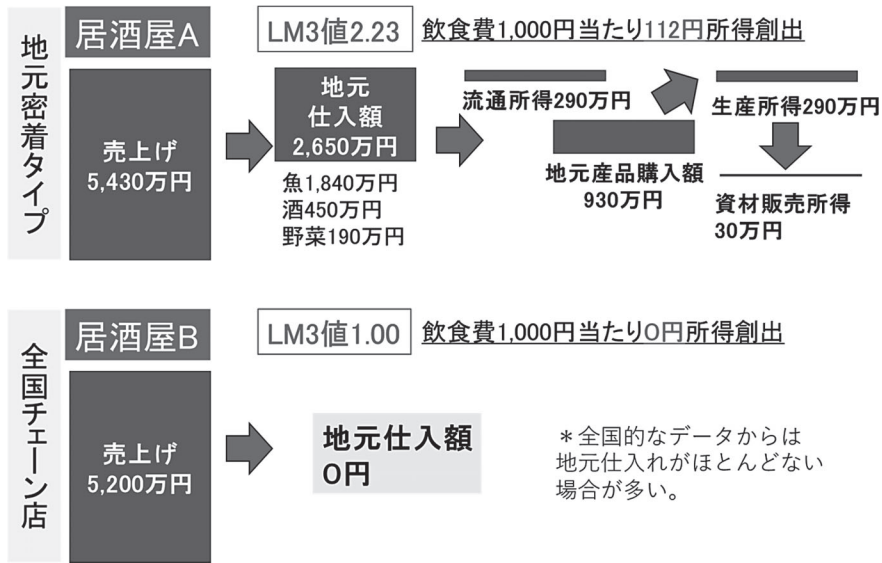 地元密着タイプ
居酒屋A
LM3値2.23
飲食費1,000円当たり112円所得創出
売上げ
5,430万円
地元
仕入額
2,650万円
魚1,840万円
酒450万円
野菜190万円
流通所得290万円
地元産品購入額
930万円
生産所得290万円
資材販売所得
30万円
全国チェーン店
居酒屋B
LM3値1.00
飲食費1,000円当たり0円所得創出
売上げ
5,200万円
地元仕入額
0円
＊全国的なデータからは
地元仕入れがほとんどない
場合が多い。